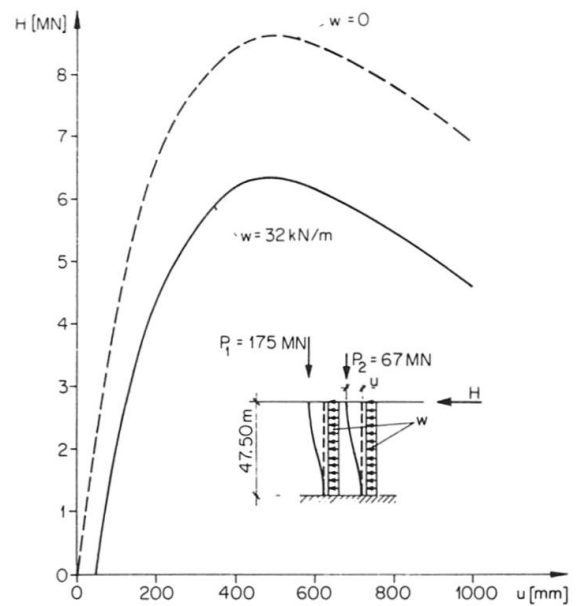 H [MN]
w = 0
8
7
6
w = 32 kN/m
5
4
P1 = 175 MN
P2 = 67 MN
3
u
H
w
2
47.50 m
1
0
0 200 400 600 800 1000 u [mm]